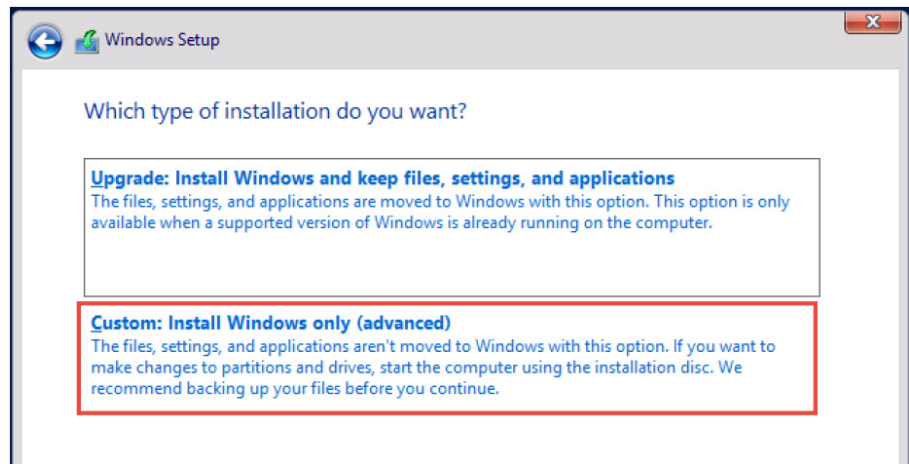 Windows Setup
Which type of installation do you want?
Upgrade: Install Windows and keep files, settings, and applications
The files, settings, and applications are moved to Windows with this option. This option is only
available when a supported version of Windows is already running on the computer.
Custom: Install Windows only (advanced)
The files, settings, and applications aren't moved to Windows with this option. If you want to
make changes to partitions and drives, start the computer using the installation disc. We
recommend backing up your files before you continue.